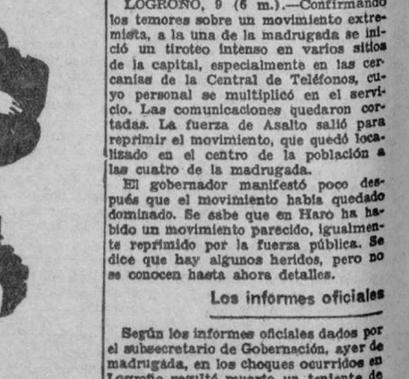 LOGROÑO, 9 (6 m.).—Confirmando
los temores sobre un movimiento extre-
mista, a la una de la madrugada se ini-
ció un tiroteo intenso en varios sitios
de la capital, especialmente en las cer-
canías de la Central de Teléfonos, cu-
yo personal se multiplicó en el servi-
cio. Las comunicaciones quedaron cor-
tadas. La fuerza de Asalto salió para
reprimir el movimiento, que quedó loca-
lizado en el centro de la población a
las cuatro de la madrugada.
El gobernador manifestó poco des-
pués que el movimiento había quedado
dominado. Se sabe que en Haro ha ha-
bido un movimiento parecido, igualmen-
te reprimido por la fuerza pública. Se
dice que hay algunos heridos, pero no
se conocen hasta ahora detalles.
Los informes oficiales
Según los informes oficiales dados por
el subsecretario de Gobernación, ayer de
madrugada, en los choques ocurridos en
Logroño resultó muerto un teniente de